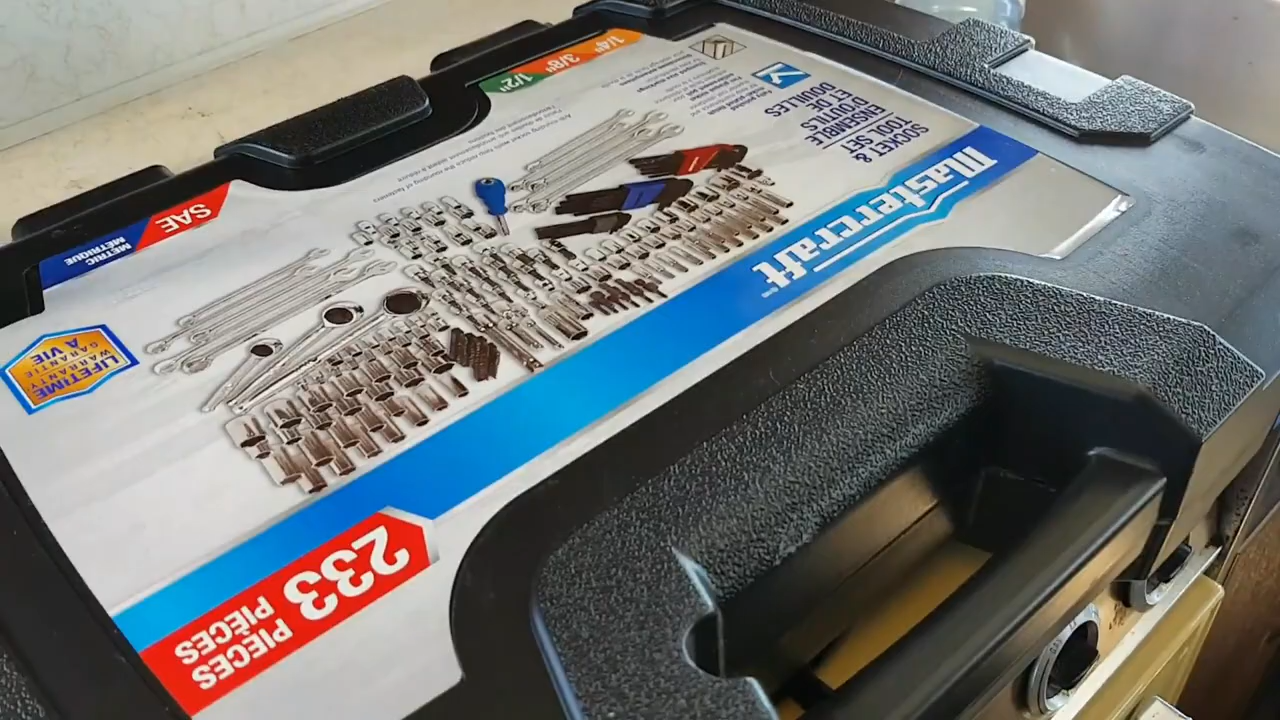 Mastercraft
233
PIECES
PIÈCES
SOCKET &
TOOL SET
ENSEMBLE
D'OUTILS
ET DE
DOUILLES
LIFETIME
WARRANTY
GARANTIE
À VIE
SAE
METRIC
MÉTRIQUE
1/4" 3/8" 1/2"